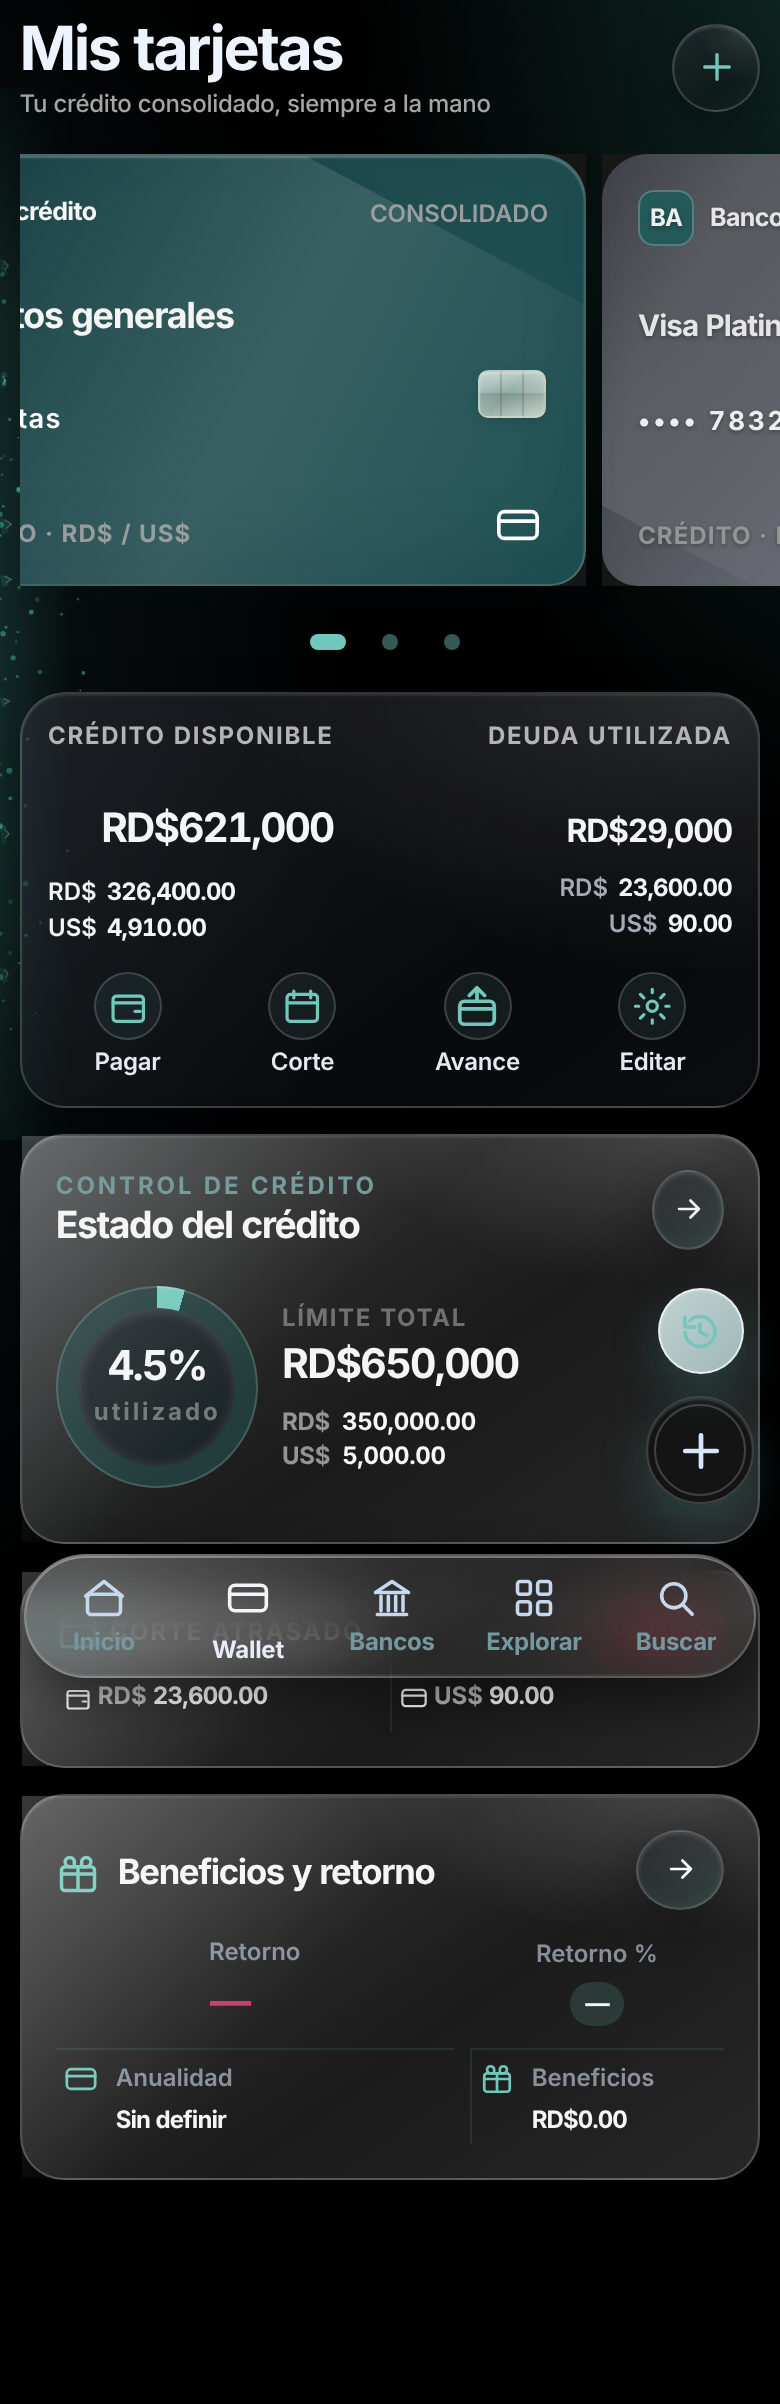 Mis tarjetas
Tu crédito consolidado, siempre a la mano
crédito
CONSOLIDADO
tos generales
tas
O · RD$ / US$
BA
Banco
Visa Platin
•••• 7832
CRÉDITO ·
CRÉDITO DISPONIBLE
DEUDA UTILIZADA
RD$621,000
RD$29,000
RD$ 326,400.00
RD$ 23,600.00
US$ 4,910.00
US$ 90.00
Pagar
Corte
Avance
Editar
CONTROL DE CRÉDITO
Estado del crédito
4.5%
utilizado
LÍMITE TOTAL
RD$650,000
RD$ 350,000.00
US$ 5,000.00
CORTE ATRASADO
Inicio
Wallet
Bancos
Explorar
Buscar
RD$ 23,600.00
US$ 90.00
Beneficios y retorno
Retorno
Retorno %
—
—
Anualidad
Sin definir
Beneficios
RD$0.00